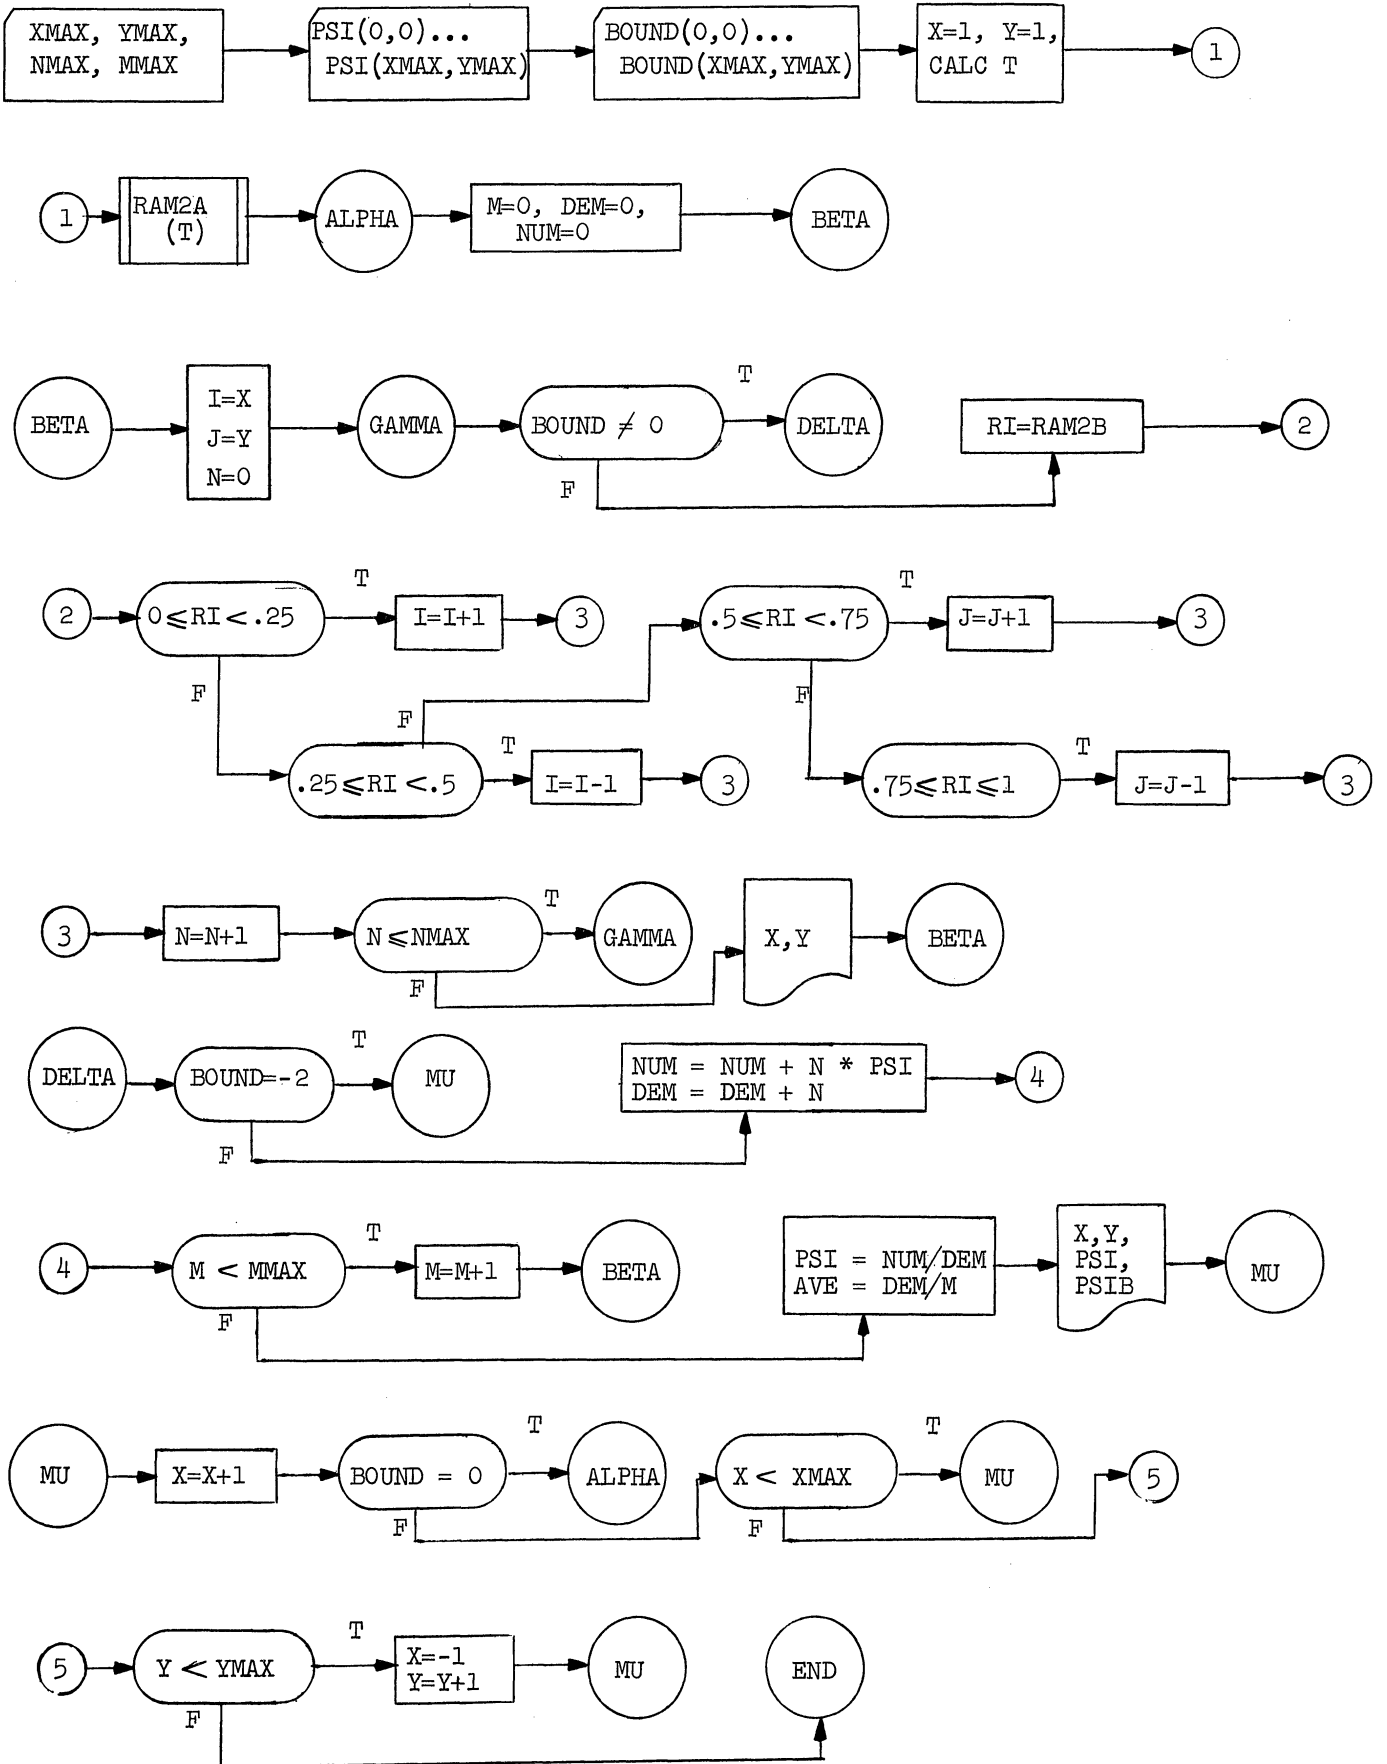 XMAX, YMAX,
NMAX, MMAX
PSI(0,0)...
PSI(XMAX,YMAX)
BOUND(0,0)...
BOUND(XMAX,YMAX)
X=1, Y=1,
CALC T
1
1
RAM2A
(T)
ALPHA
M=0, DEM=0,
NUM=0
BETA
BETA
I=X
J=Y
N=0
GAMMA
BOUND ≠ 0
T
DELTA
F
RI=RAM2B
2
2
0≤RI<.25
T
I=I+1
3
F
.25≤RI<.5
T
I=I-1
3
F
.5≤RI<.75
T
J=J+1
3
F
.75≤RI≤1
T
J=J-1
3
3
N=N+1
N≤NMAX
T
GAMMA
F
X,Y
BETA
DELTA
BOUND=-2
T
MU
F
NUM = NUM + N * PSI
DEM = DEM + N
4
4
M < MMAX
T
M=M+1
BETA
F
PSI = NUM/DEM
AVE = DEM/M
X,Y,
PSI,
PSIB
MU
MU
X=X+1
BOUND = 0
T
ALPHA
F
X < XMAX
T
MU
F
5
5
Y < YMAX
T
X=-1
Y=Y+1
MU
F
END